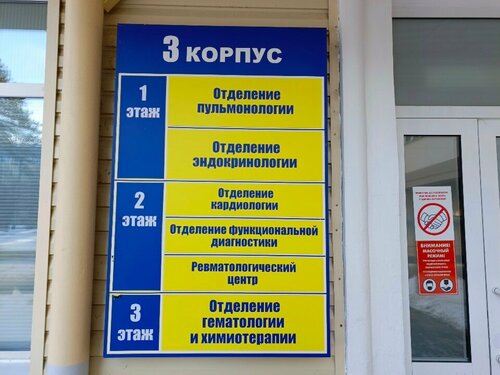 3 КОРПУС
1
этаж
Отделение
пульмонологии
Отделение
эндокринологии
2
этаж
Отделение
кардиологии
Отделение функциональной
диагностики
Ревматологический
центр
3
этаж
Отделение
гематологии
и химиотерапии
ВНИМАНИЕ!
МАСОЧНЫЙ
РЕЖИМ!